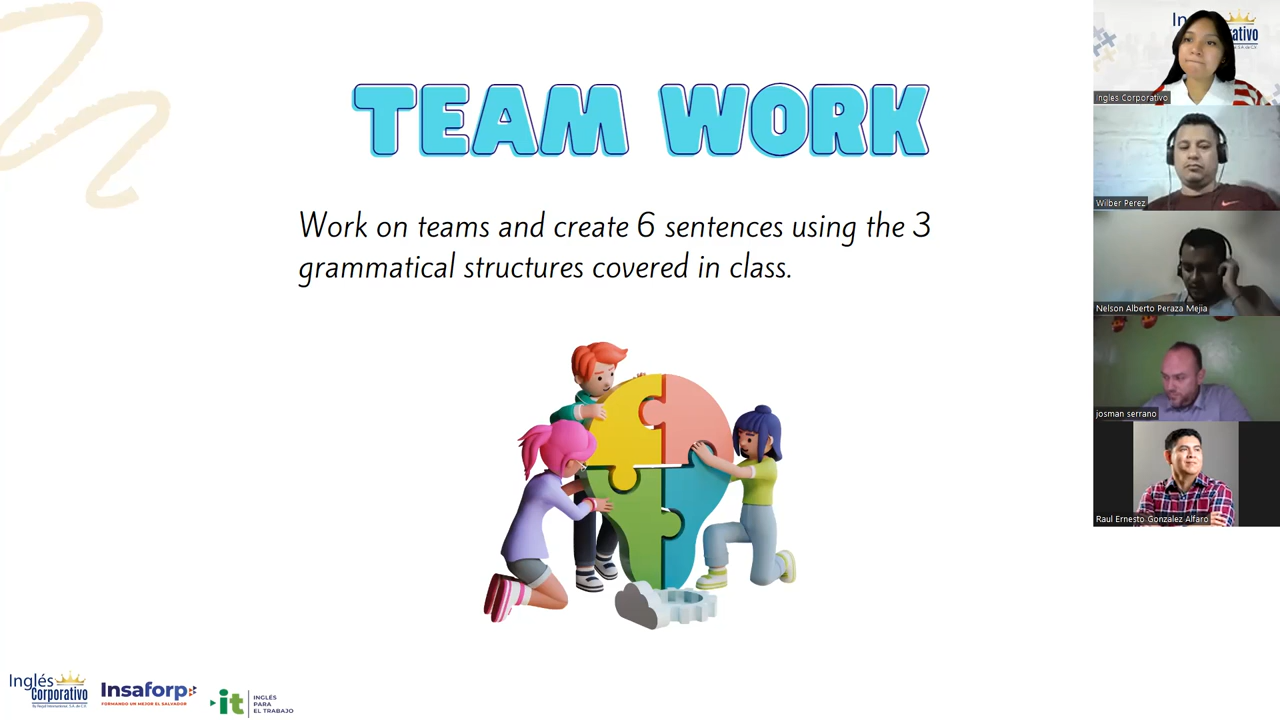 TEAM WORK
Work on teams and create 6 sentences using the 3
grammatical structures covered in class.
Inglés Corporativo
Wilber Perez
Nelson Alberto Peraza Mejia
josman serrano
Raul Ernesto Gonzalez Alfaro
Inglés
Corporativo
Insaforp
FORMANDO UN MEJOR EL SALVADOR
it
INGLÉS
PARA
EL TRABAJO